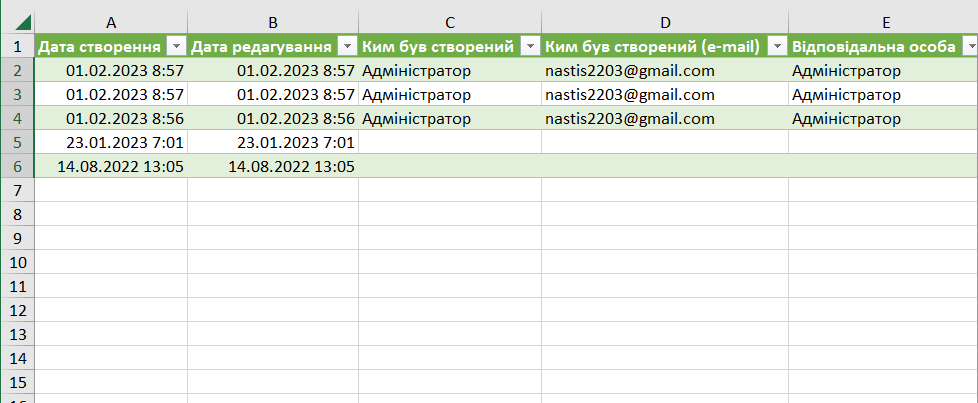 A B C D E
1 Дата створення Дата редагування Ким був створений Ким був створений (e-mail) Відповідальна особа
2 01.02.2023 8:57 01.02.2023 8:57 Адміністратор nastis2203@gmail.com Адміністратор
3 01.02.2023 8:57 01.02.2023 8:57 Адміністратор nastis2203@gmail.com Адміністратор
4 01.02.2023 8:56 01.02.2023 8:56 Адміністратор nastis2203@gmail.com Адміністратор
5 23.01.2023 7:01 23.01.2023 7:01
6 14.08.2022 13:05 14.08.2022 13:05
7
8
9
10
11
12
13
14
15